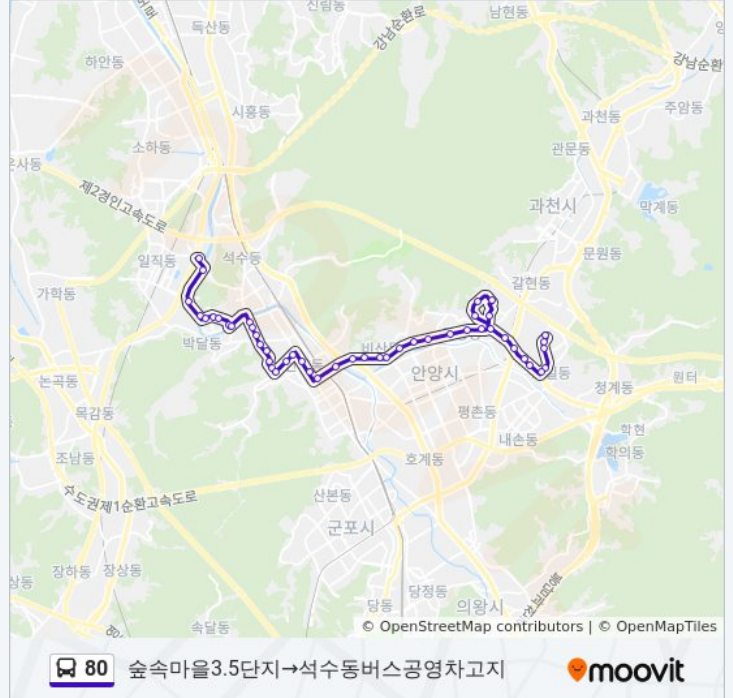 신림동
남현동
독산동
강남순환로
하안동
강남순환
시흥동
과천동
주암동
소하동
관문동
은사동
제2경인고속도로
과천시
막계동
일직동
석수동
문원동
가학동
갈현동
박달동
비산동
안양시
청계동
원터
논곡동
목감동
평촌동
내손동
학현
학의동
조남동
호계동
수도권제1순환고속도로
산본동
군포시
장하동
장상동
당정동
당동
의왕시
속달동
© OpenStreetMap contributors | © OpenMapTiles
80 숲속마을3.5단지→석수동버스공영차고지
moovit